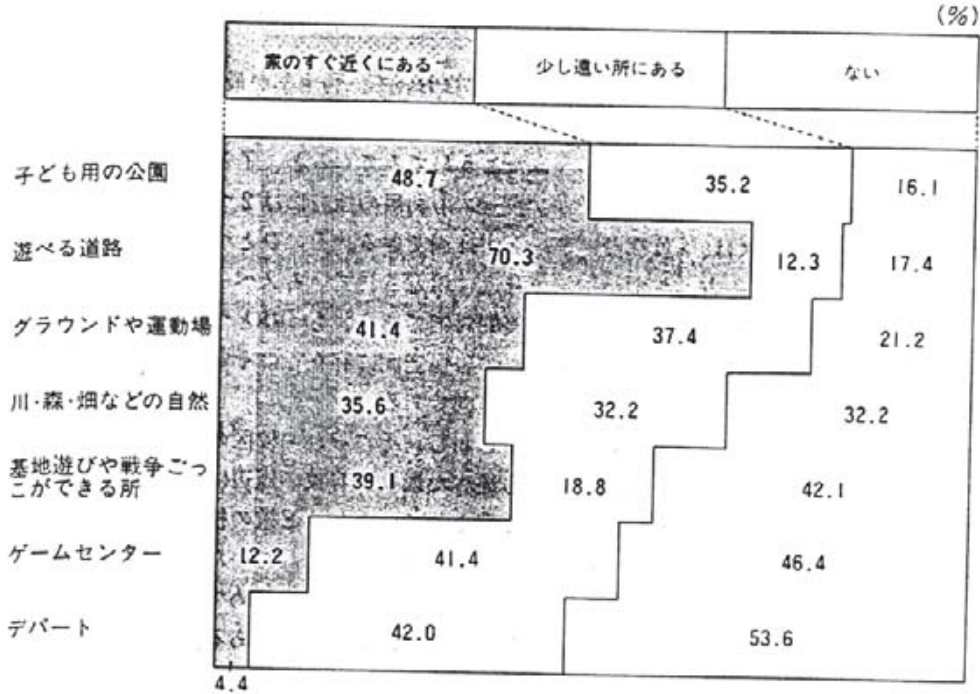 (%)
家のすぐ近くにある 少し遠い所にある ない
子ども用の公園 48.7 35.2 16.1
遊べる道路 70.3 12.3 17.4
グラウンドや運動場 41.4 37.4 21.2
川・森・畑などの自然 35.6 32.2 32.2
基地遊びや戦争ごっ
こができる所 39.1 18.8 42.1
ゲームセンター 12.2 41.4 46.4
デパート 42.0 53.6
4.4